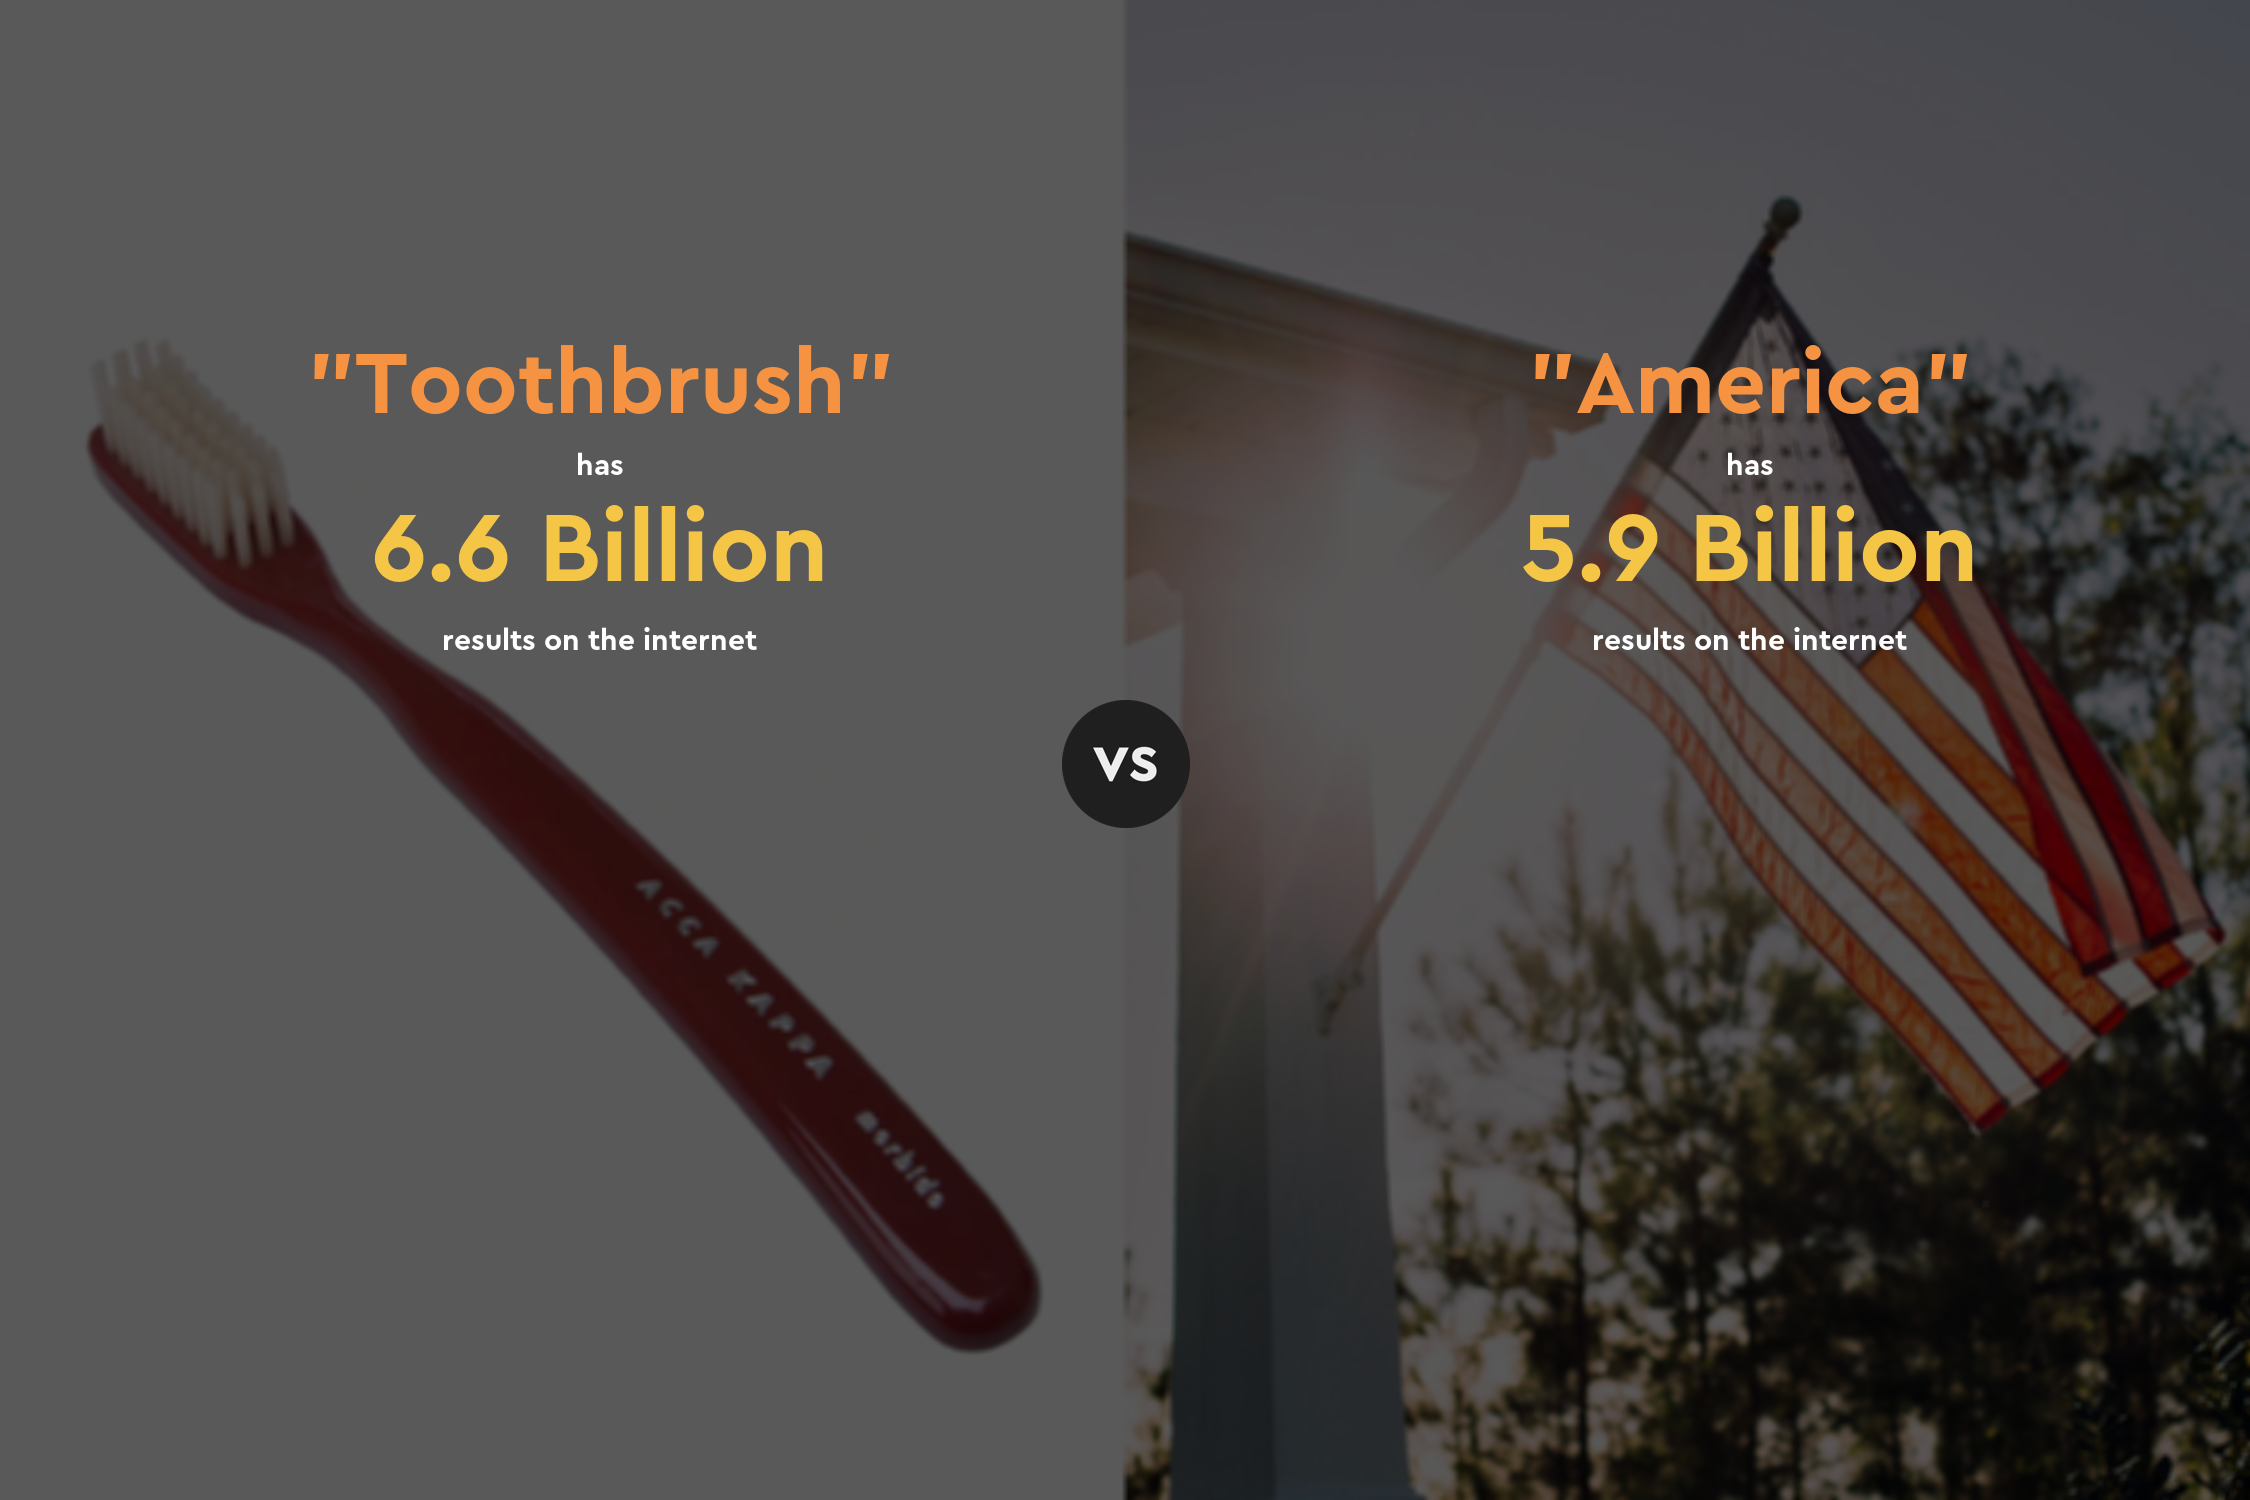 "Toothbrush"
has
6.6 Billion
results on the internet
"America"
has
5.9 Billion
results on the internet
vs
ACCA KAPPA
morbido